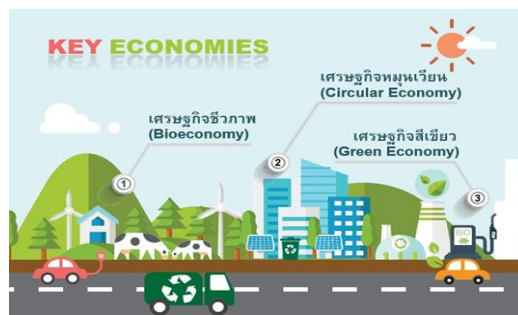 KEY ECONOMIES
เศรษฐกิจหมุนเวียน
(Circular Economy)
เศรษฐกิจชีวภาพ
(Bioeconomy)
เศรษฐกิจสีเขียว
(Green Economy)
1
2
3
BIO